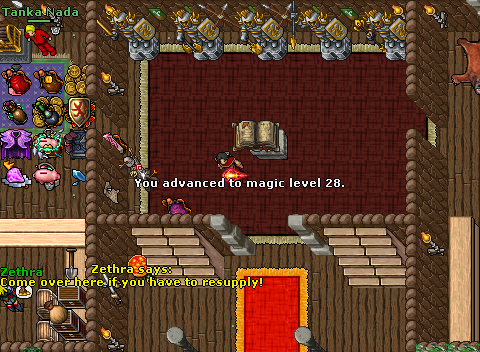 Tanka Nada
You advanced to magic level 28.
Zethra
Zethra says:
Come over here if you have to resupply!